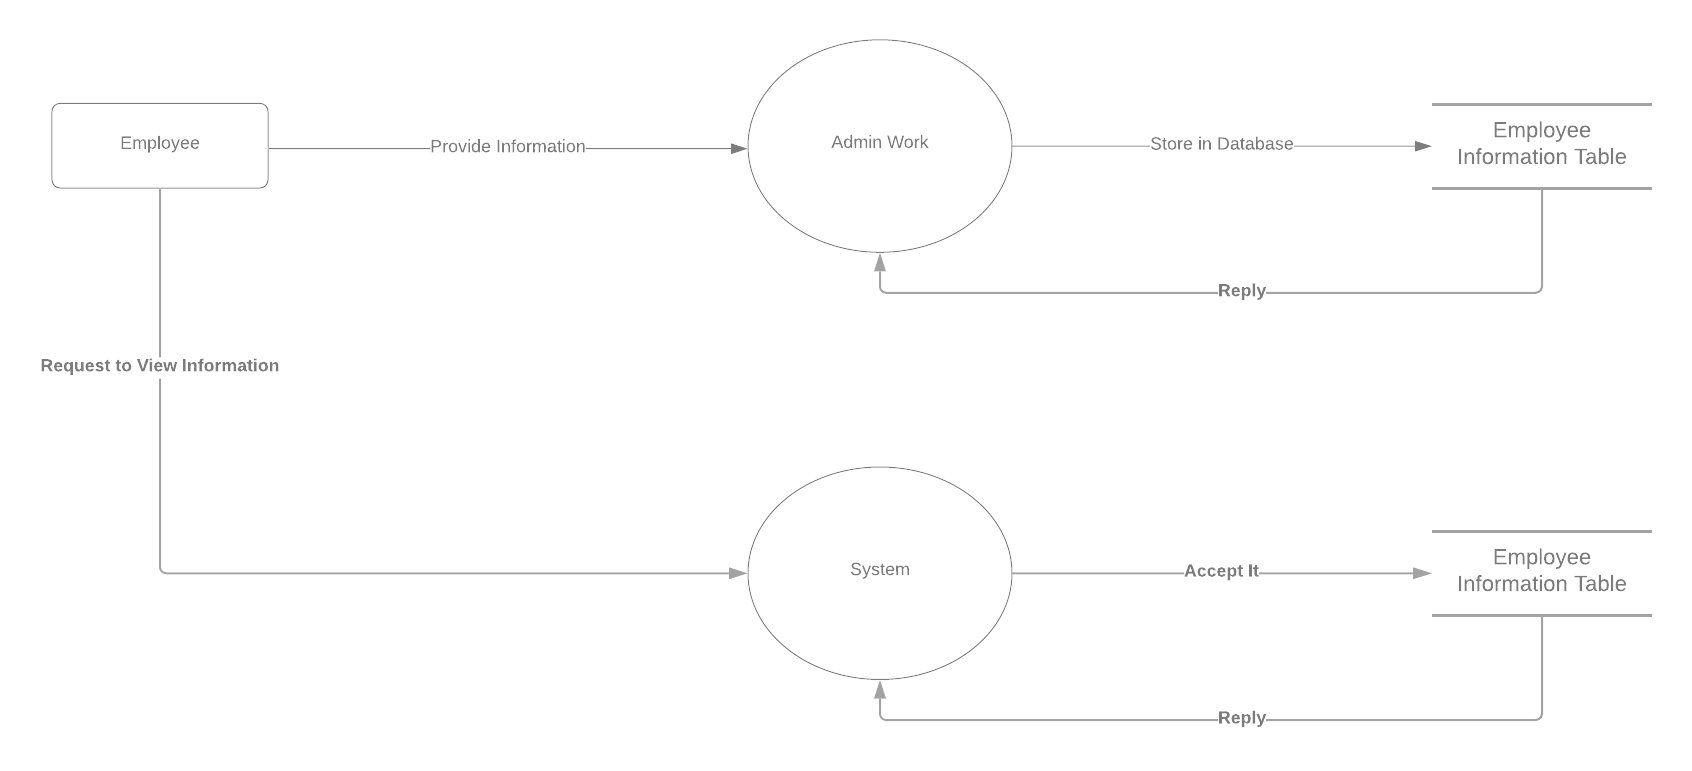 Employee
Provide Information
Admin Work
Store in Database
Employee
Information Table
Reply
Request to View Information
System
Accept It
Employee
Information Table
Reply